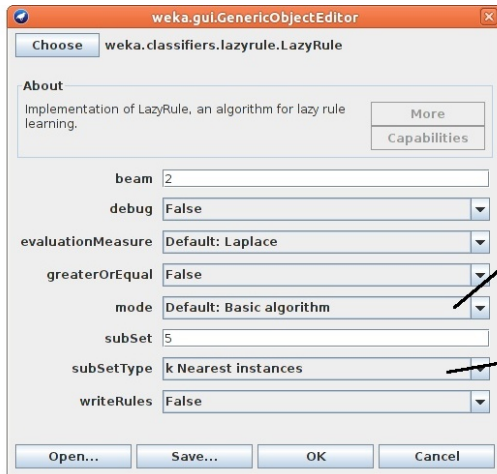 weka.gui.GenericObjectEditor
Choose weka.classifiers.lazyrule.LazyRule
About
Implementation of LazyRule, an algorithm for lazy rule
learning.
More
Capabilities
beam 2
debug False
evaluationMeasure Default: Laplace
greaterOrEqual False
mode Default: Basic algorithm
subSet 5
subSetType k Nearest instances
writeRules False
Open... Save... OK Cancel